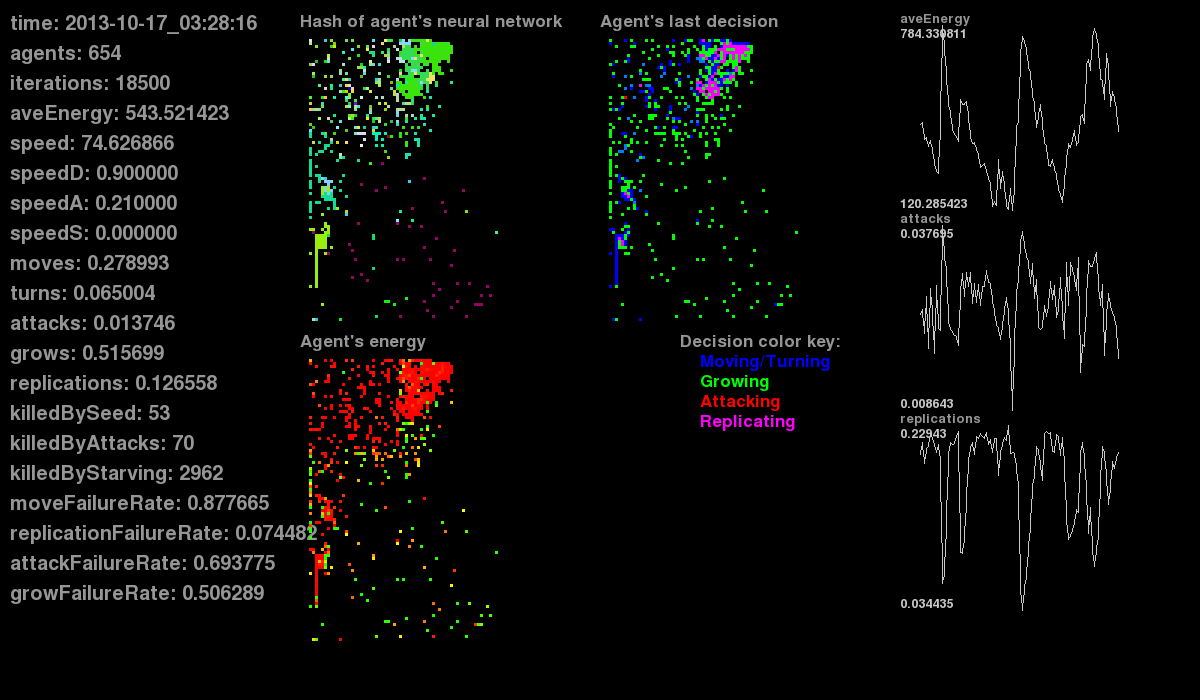 time: 2013-10-17_03:28:16
agents: 654
iterations: 18500
aveEnergy: 543.521423
speed: 74.626866
speedD: 0.900000
speedA: 0.210000
speedS: 0.000000
moves: 0.278993
turns: 0.065004
attacks: 0.013746
grows: 0.515699
replications: 0.126558
killedBySeed: 53
killedByAttacks: 70
killedByStarving: 2962
moveFailureRate: 0.877665
replicationFailureRate: 0.074482
attackFailureRate: 0.693775
growFailureRate: 0.506289
Hash of agent's neural network
Agent's last decision
Agent's energy
Decision color key:
Moving/Turning
Growing
Attacking
Replicating
aveEnergy
784.330811
120.285423
attacks
0.037695
0.008643
replications
0.22943
0.034435